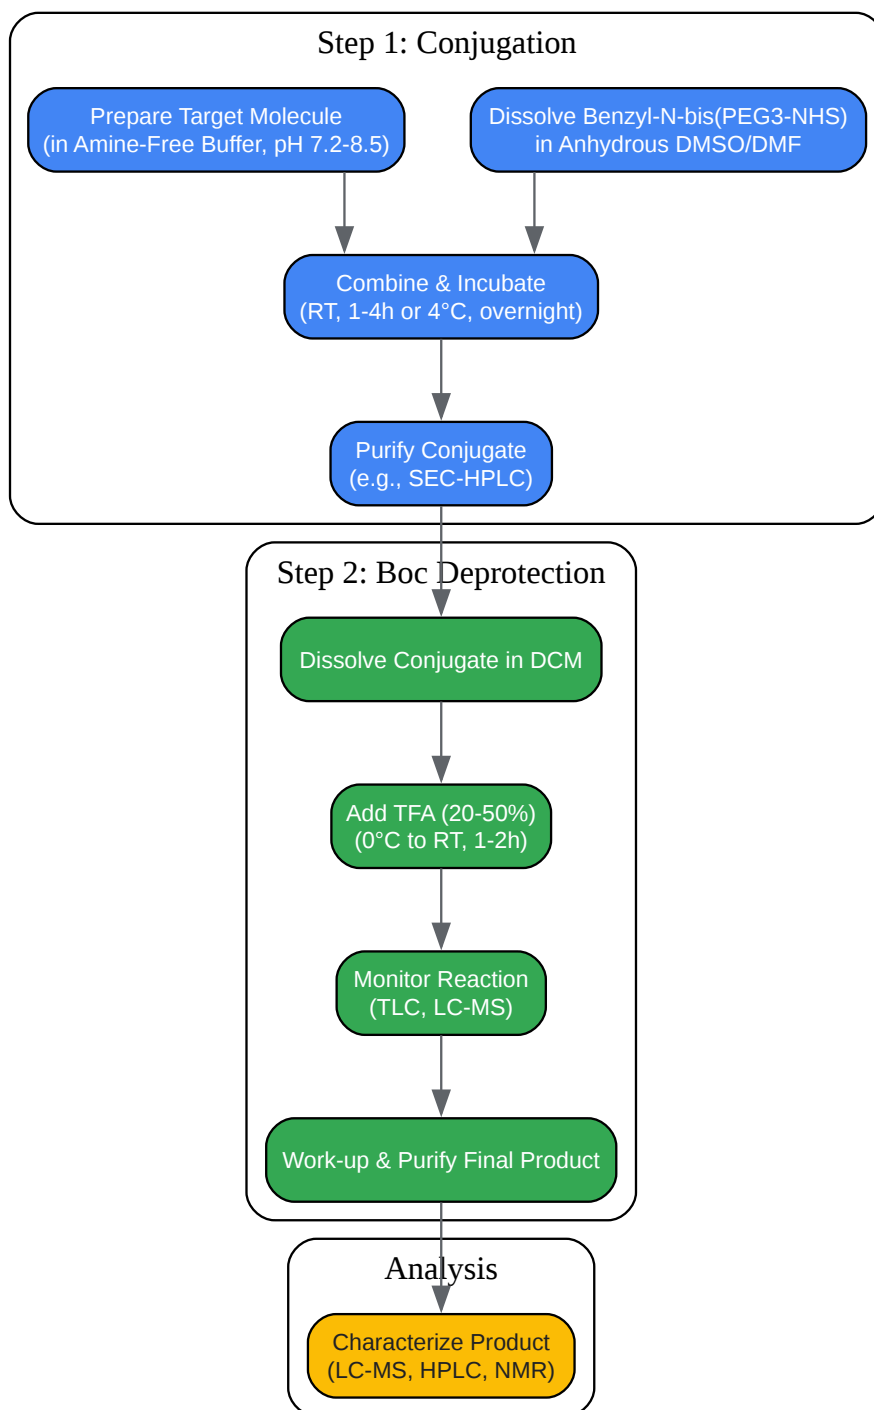 Step 1: Conjugation
Prepare Target Molecule
(in Amine-Free Buffer, pH 7.2-8.5)
Dissolve Benzyl-N-bis(PEG3-NHS)
in Anhydrous DMSO/DMF
Combine & Incubate
(RT, 1-4h or 4°C, overnight)
Purify Conjugate
(e.g., SEC-HPLC)
Step 2: Boc Deprotection
Dissolve Conjugate in DCM
Add TFA (20-50%)
(0°C to RT, 1-2h)
Monitor Reaction
(TLC, LC-MS)
Work-up & Purify Final Product
Analysis
Characterize Product
(LC-MS, HPLC, NMR)